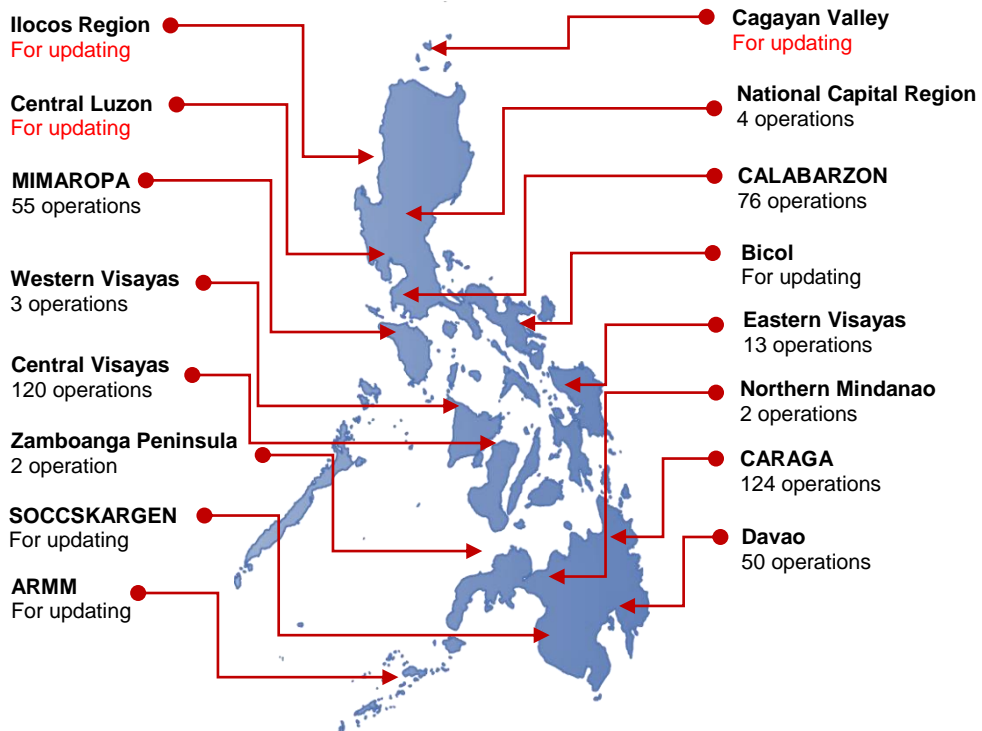 Ilocos Region
For updating
Central Luzon
For updating
MIMAROPA
55 operations
Western Visayas
3 operations
Central Visayas
120 operations
Zamboanga Peninsula
2 operation
SOCCSKARGEN
For updating
ARMM
For updating
Cagayan Valley
For updating
National Capital Region
4 operations
CALABARZON
76 operations
Bicol
For updating
Eastern Visayas
13 operations
Northern Mindanao
2 operations
CARAGA
124 operations
Davao
50 operations